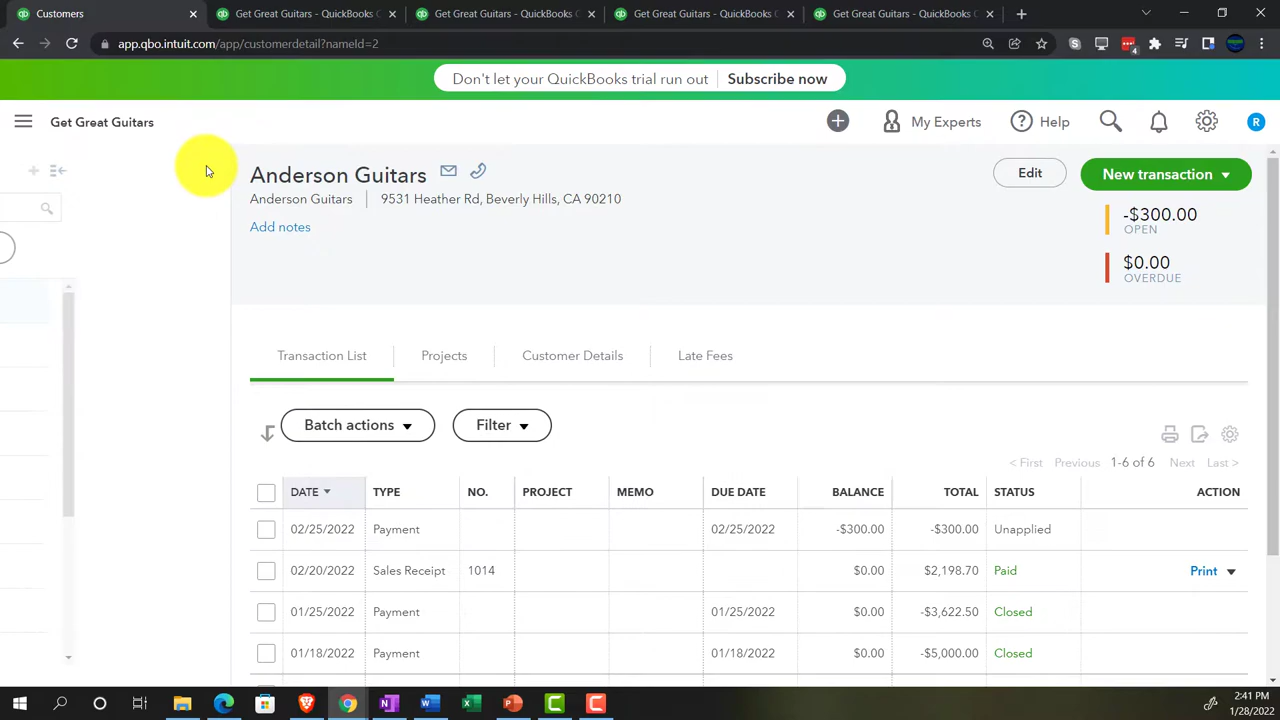 Customers
Get Great Guitars - QuickBooks C
Get Great Guitars - QuickBooks C
Get Great Guitars - QuickBooks C
Get Great Guitars - QuickBooks C
app.qbo.intuit.com/app/customerdetail?nameId=2
4
Don't let your QuickBooks trial run out
Subscribe now
Get Great Guitars
My Experts
Help
R
Anderson Guitars
Edit
New transaction
Anderson Guitars
9531 Heather Rd, Beverly Hills, CA 90210
Add notes
-$300.00
OPEN
$0.00
OVERDUE
Transaction List
Projects
Customer Details
Late Fees
Batch actions
Filter
< First Previous 1-6 of 6 Next Last >
DATE TYPE NO. PROJECT MEMO DUE DATE BALANCE TOTAL STATUS ACTION
02/25/2022 Payment 02/25/2022 -$300.00 -$300.00 Unapplied
02/20/2022 Sales Receipt 1014 $0.00 $2,198.70 Paid Print
01/25/2022 Payment 01/25/2022 $0.00 -$3,622.50 Closed
01/18/2022 Payment 01/18/2022 $0.00 -$5,000.00 Closed
2:41 PM
1/28/2022